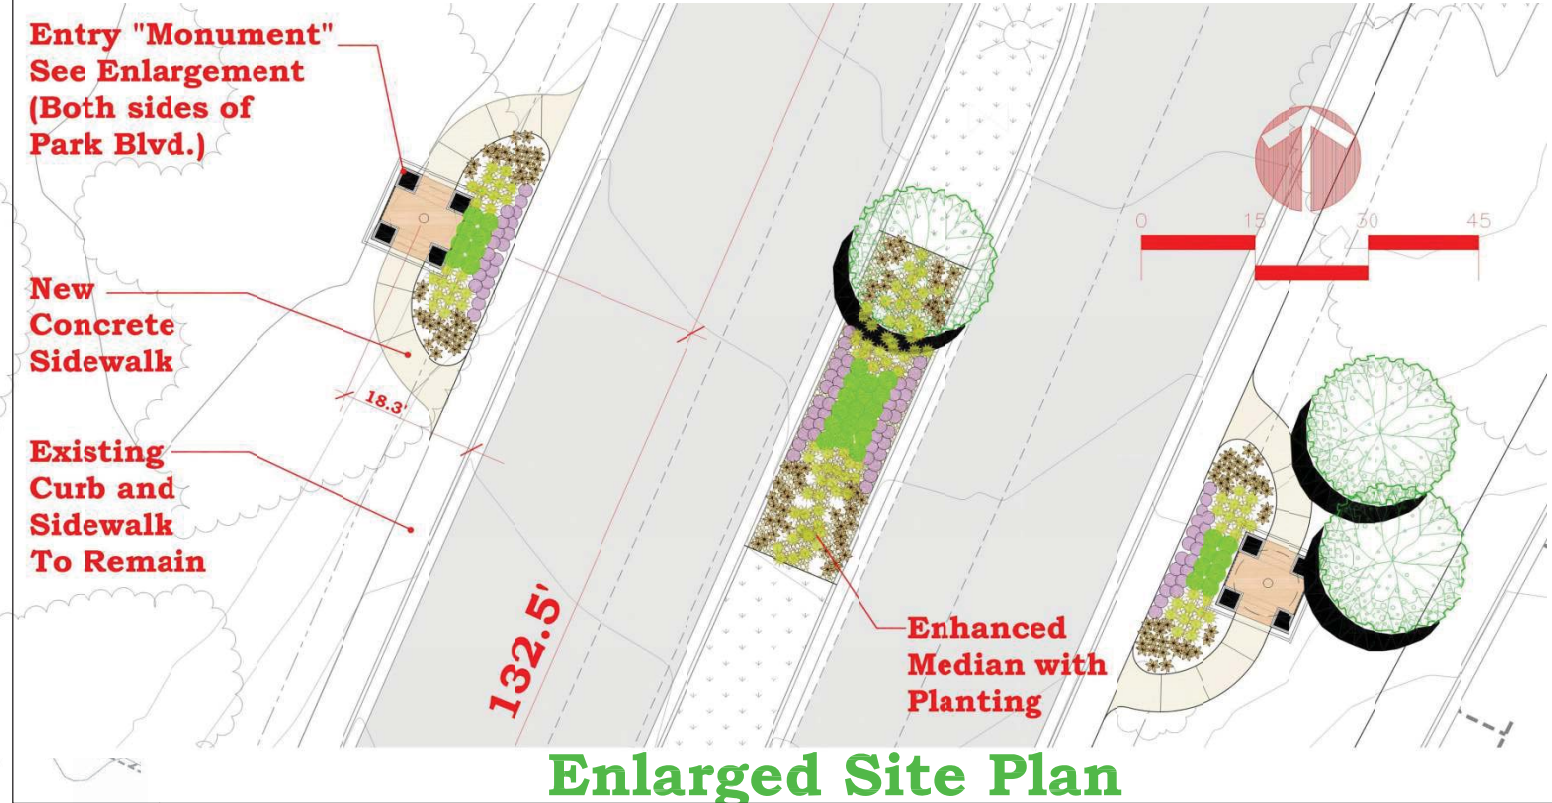 Entry "Monument"
See Enlargement
(Both sides of
Park Blvd.)
0 15 30 45
New
Concrete
Sidewalk
18.3'
Existing
Curb and
Sidewalk
To Remain
132.5'
Enhanced
Median with
Planting
Enlarged Site Plan